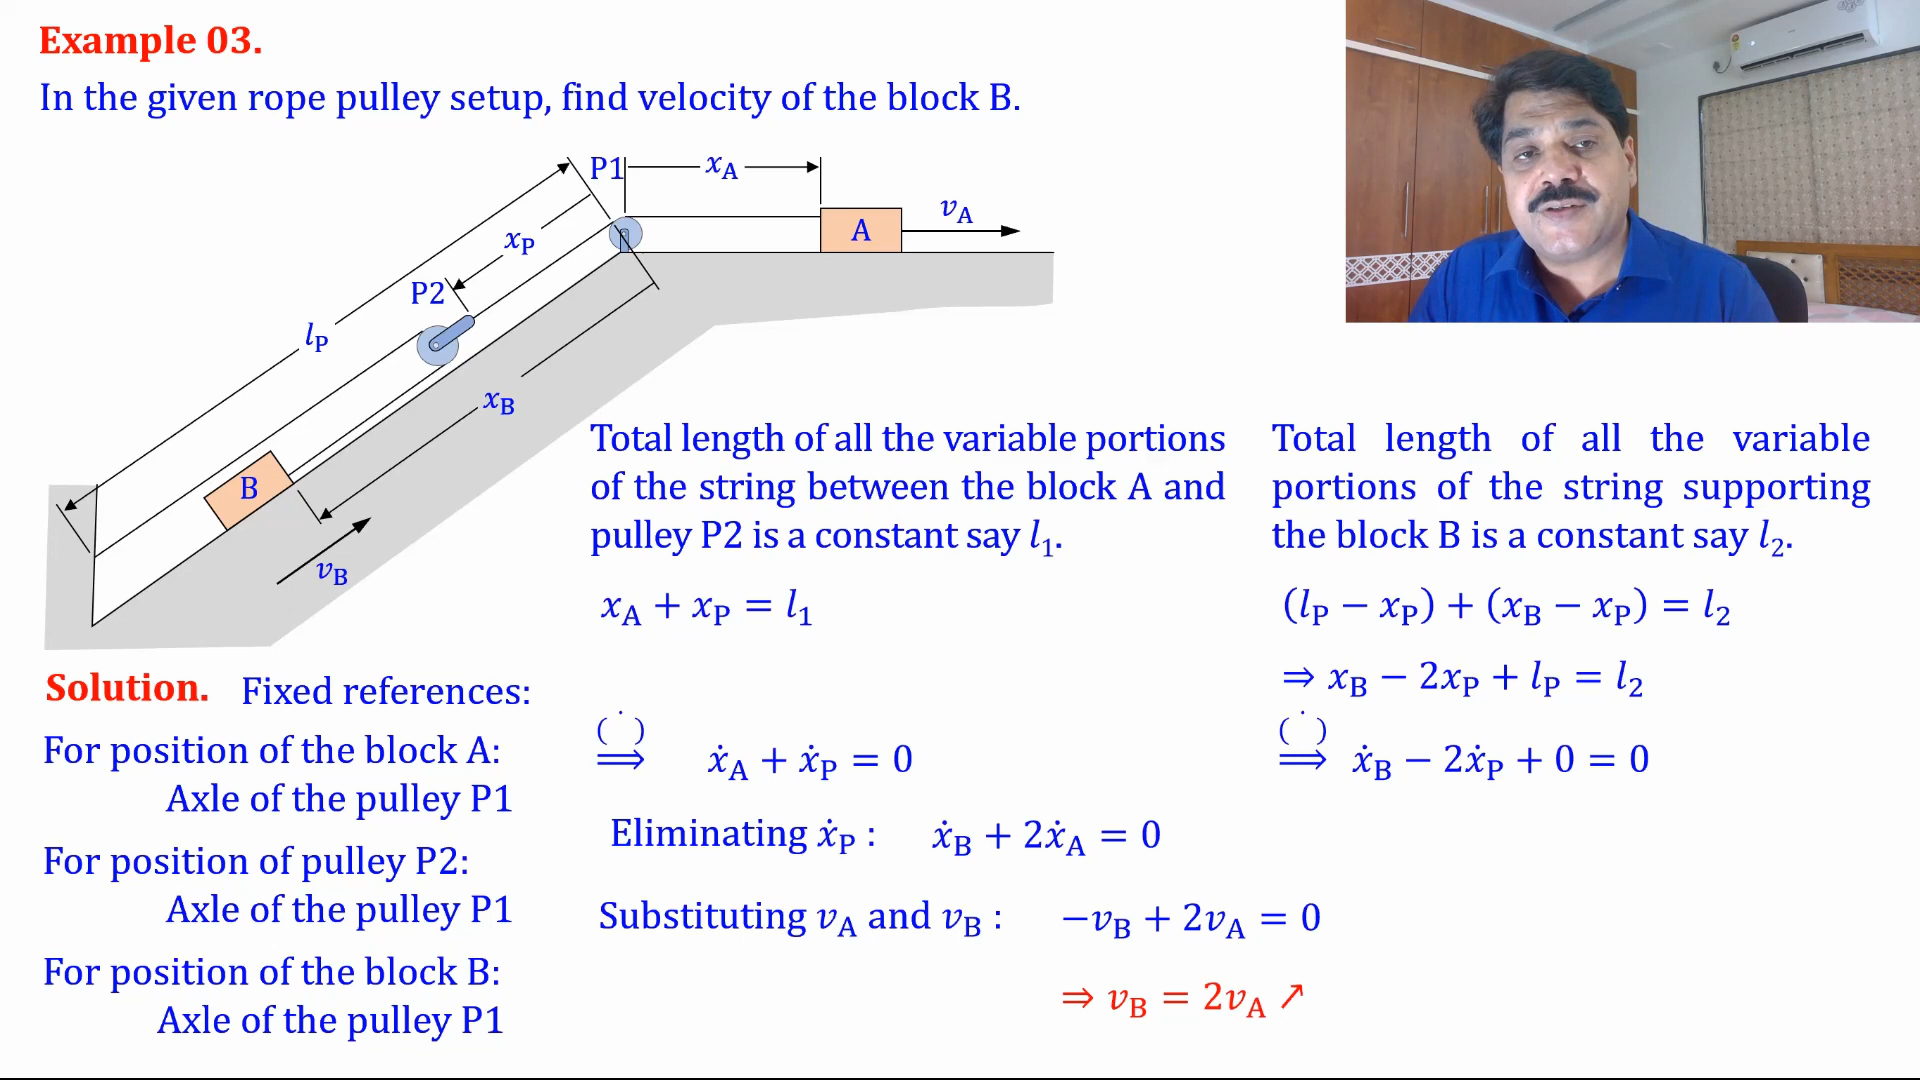 Example 03.
In the given rope pulley setup, find velocity of the block B.
P1
x_A
v_A
A
x_P
P2
l_P
x_B
B
v_B
Total length of all the variable portions
of the string between the block A and
pulley P2 is a constant say l₁.
x_A + x_P = l₁
Total length of all the variable
portions of the string supporting
the block B is a constant say l₂.
(l_P − x_P) + (x_B − x_P) = l₂
⇒ x_B − 2x_P + l_P = l₂
Solution. Fixed references:
For position of the block A:
Axle of the pulley P1
For position of pulley P2:
Axle of the pulley P1
For position of the block B:
Axle of the pulley P1
( ˙ )
⟹ ẋ_A + ẋ_P = 0
( ˙ )
⟹ ẋ_B − 2ẋ_P + 0 = 0
Eliminating ẋ_P : ẋ_B + 2ẋ_A = 0
Substituting v_A and v_B : −v_B + 2v_A = 0
⇒ v_B = 2v_A ↗